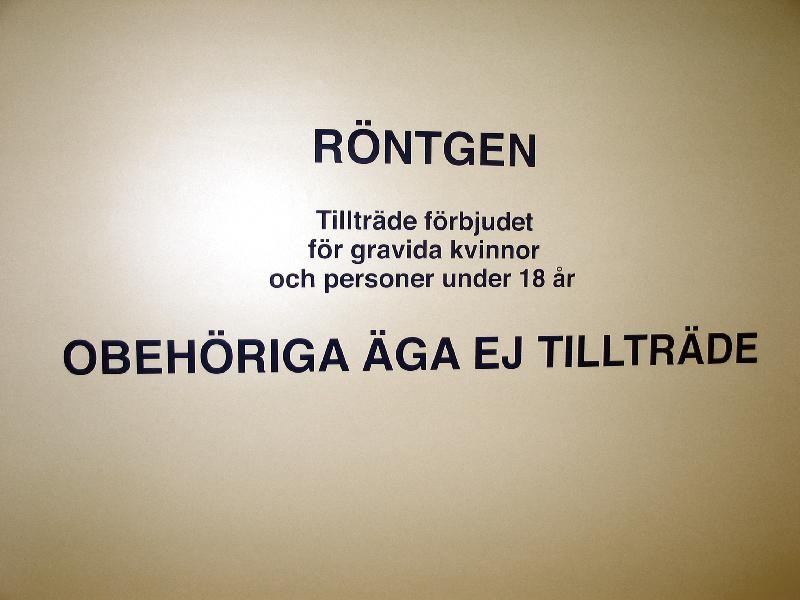 RÖNTGEN
Tillträde förbjudet
för gravida kvinnor
och personer under 18 år
OBEHÖRIGA ÄGA EJ TILLTRÄDE